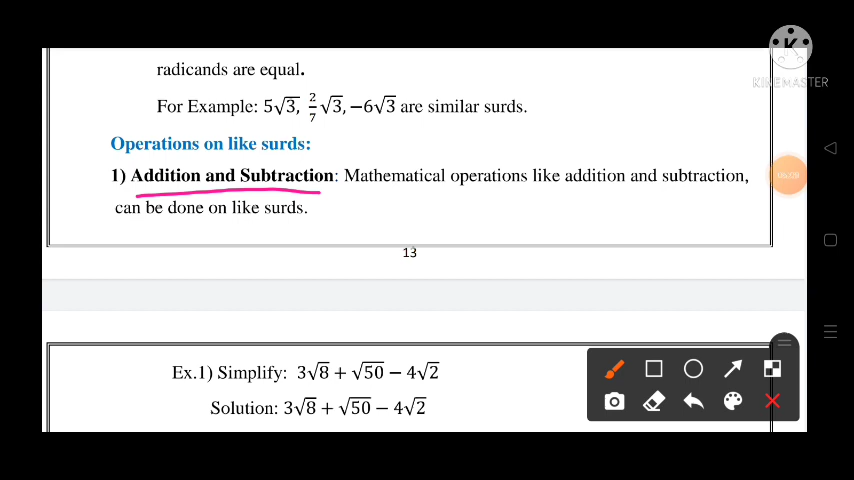 KINEMASTER
radicands are equal.
For Example: 5√3, 2/7 √3, −6√3 are similar surds.
Operations on like surds:
1) Addition and Subtraction: Mathematical operations like addition and subtraction,
can be done on like surds.
13
Ex.1) Simplify: 3√8 + √50 − 4√2
Solution: 3√8 + √50 − 4√2